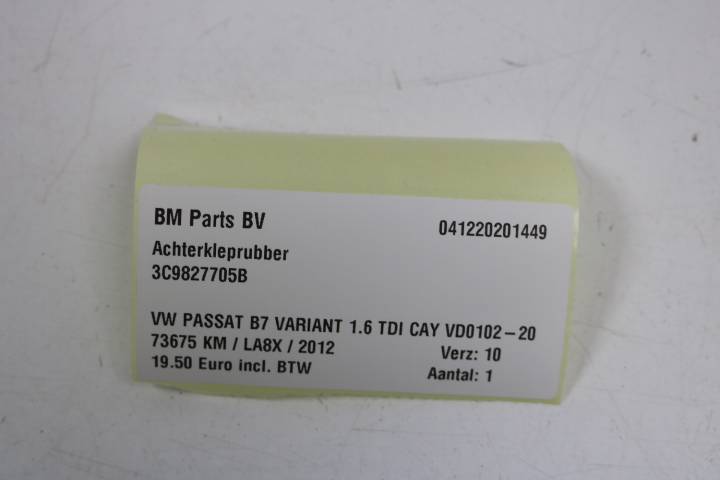 BM Parts BV 041220201449
Achterkleprubber
3C9827705B
VW PASSAT B7 VARIANT 1.6 TDI CAY VD0102-20
73675 KM / LA8X / 2012 Verz: 10
19.50 Euro incl. BTW Aantal: 1